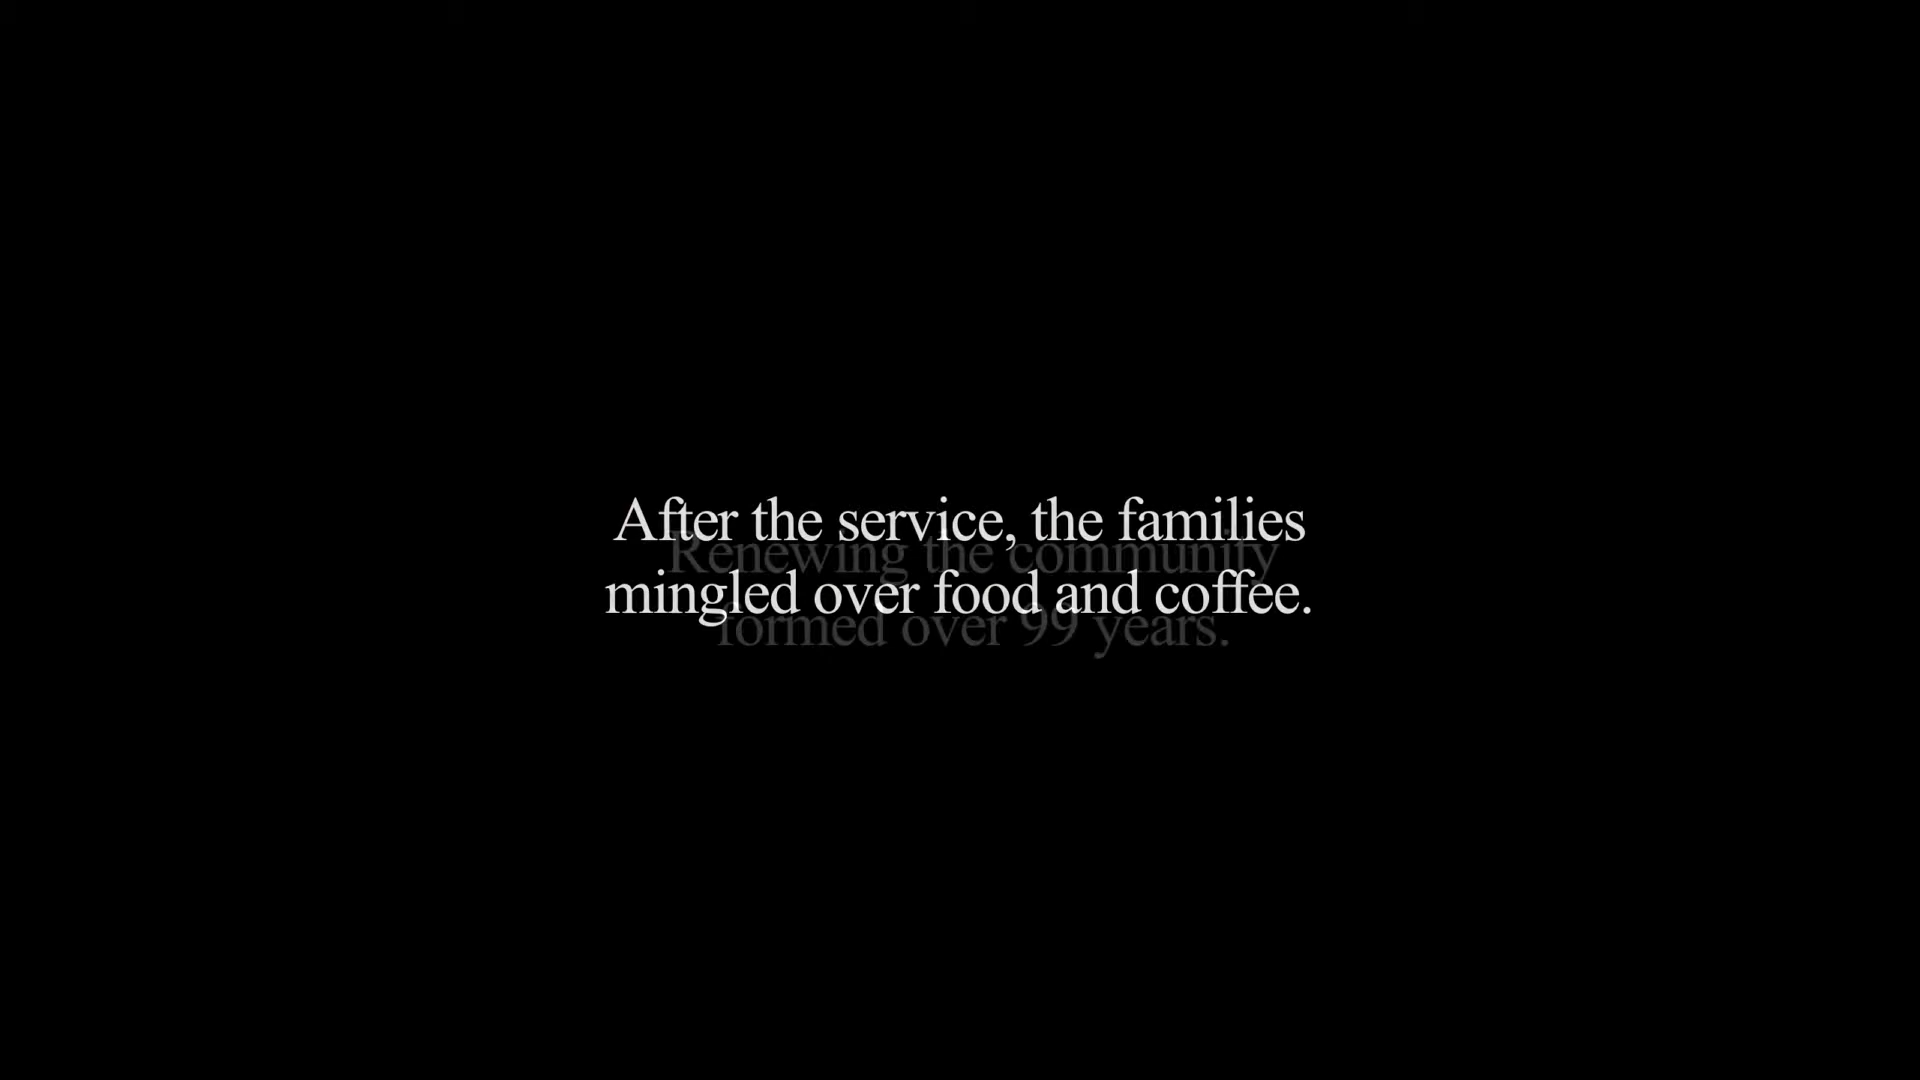 After the service, the families
mingled over food and coffee.
Renewing the community
formed over 99 years.